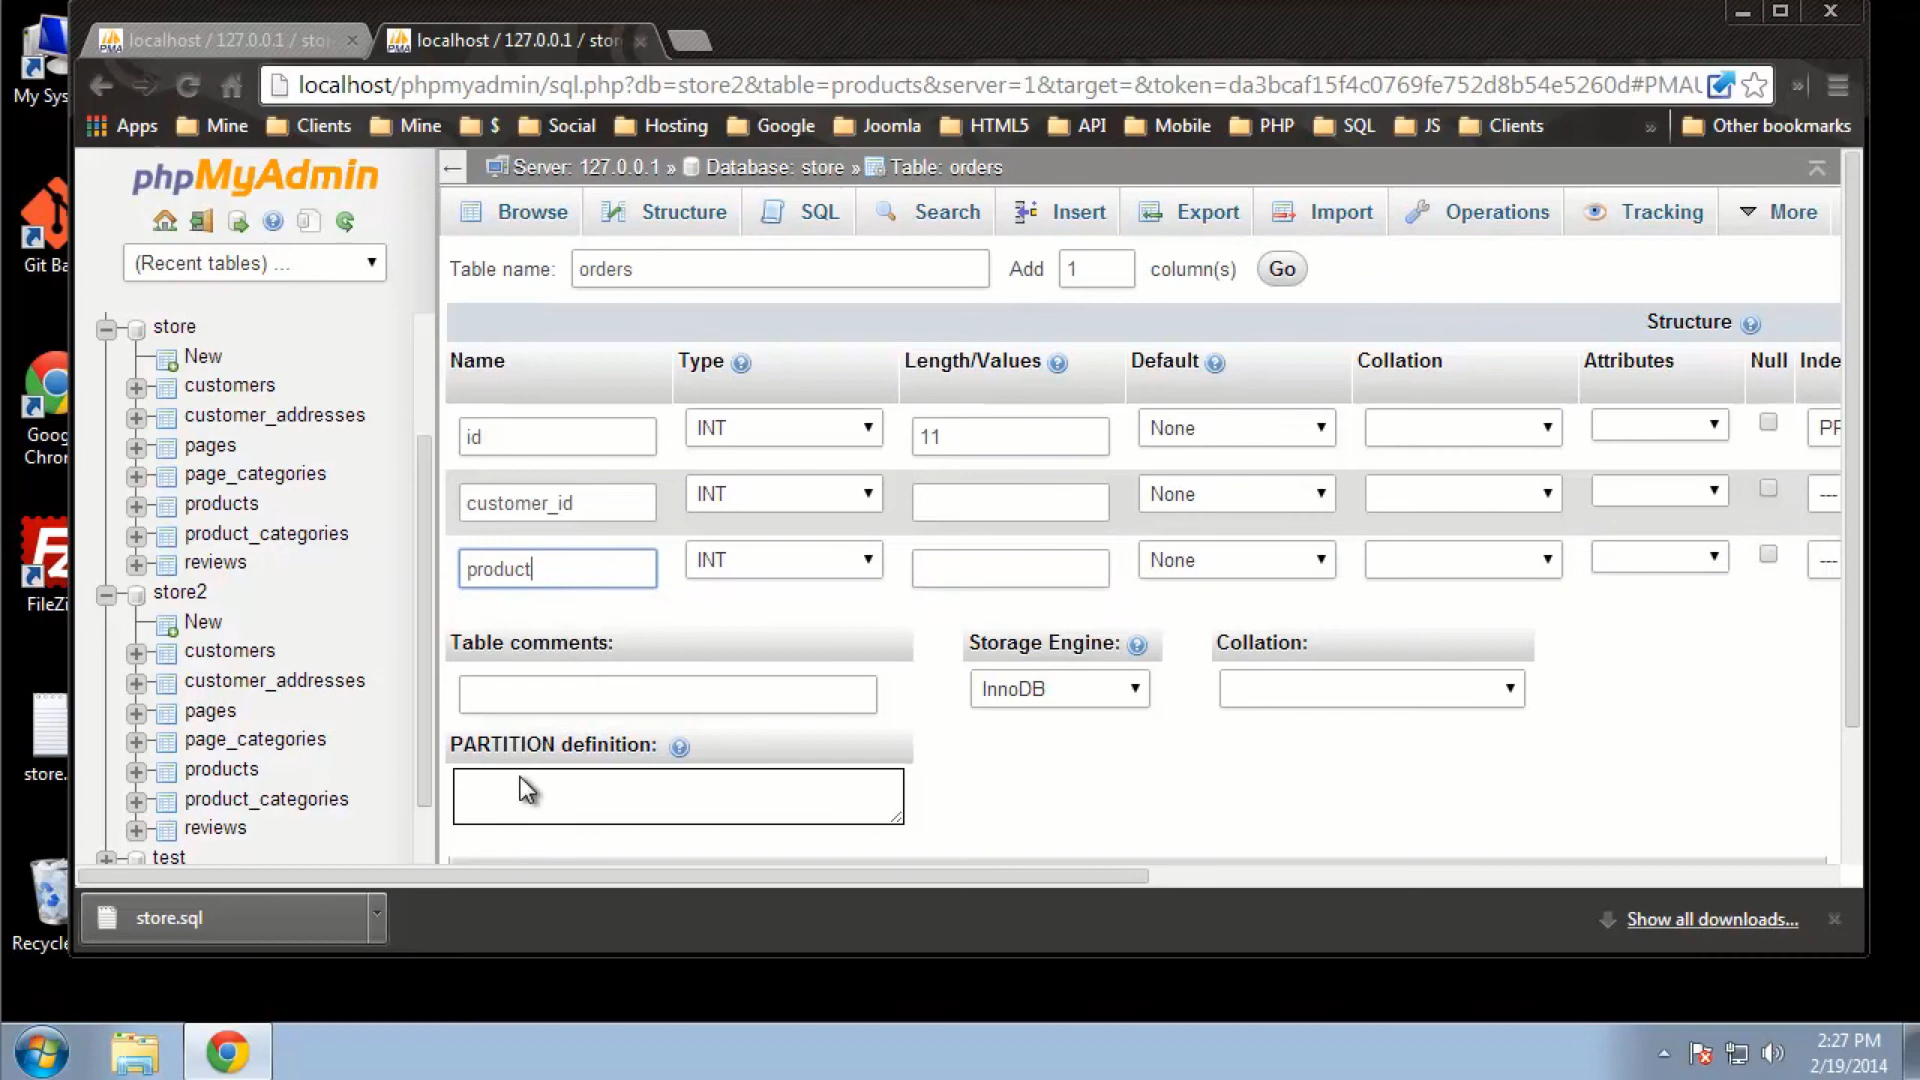 My Sys
Git Ba
Goog
Chron
FileZi
store.
Recycle
localhost / 127.0.0.1 / stor
localhost / 127.0.0.1 / stor
localhost/phpmyadmin/sql.php?db=store2&table=products&server=1&target=&token=da3bcaf15f4c0769fe752d8b54e5260d#PMAU
Apps Mine Clients Mine $ Social Hosting Google Joomla HTML5 API Mobile PHP SQL JS Clients » Other bookmarks
phpMyAdmin
(Recent tables) ...
store
New
customers
customer_addresses
pages
page_categories
products
product_categories
reviews
store2
New
customers
customer_addresses
pages
page_categories
products
product_categories
reviews
test
Server: 127.0.0.1 » Database: store » Table: orders
Browse Structure SQL Search Insert Export Import Operations Tracking More
Table name: orders Add 1 column(s) Go
Structure
Name Type Length/Values Default Collation Attributes Null Inde
id INT 11 None PF
customer_id INT None ---
product INT None ---
Table comments: Storage Engine: Collation:
InnoDB
PARTITION definition:
store.sql
Show all downloads...
2:27 PM
2/19/2014